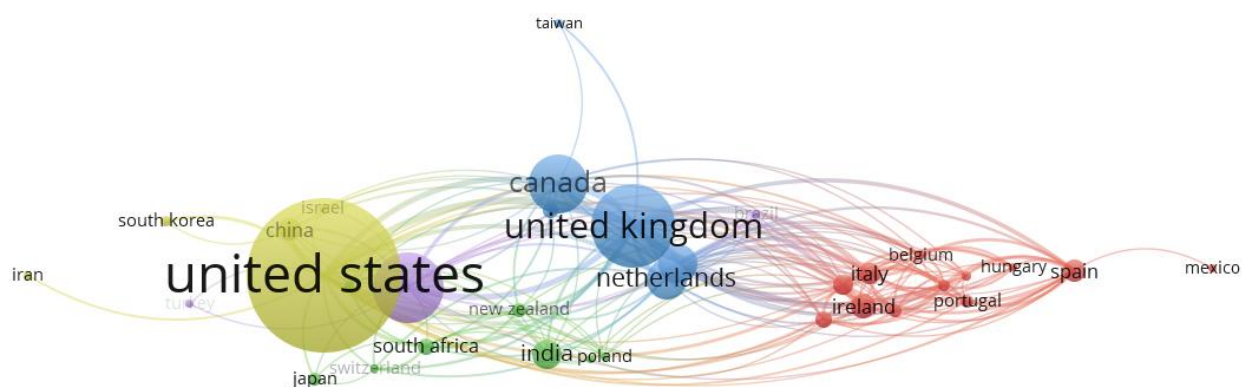 taiwan
canada
israel
south korea
china
brazil
united kingdom
belgium
iran
united states
netherlands
italy
hungary
spain
mexico
turkey
new zealand
ireland
portugal
south africa
india
poland
switzerland
japan